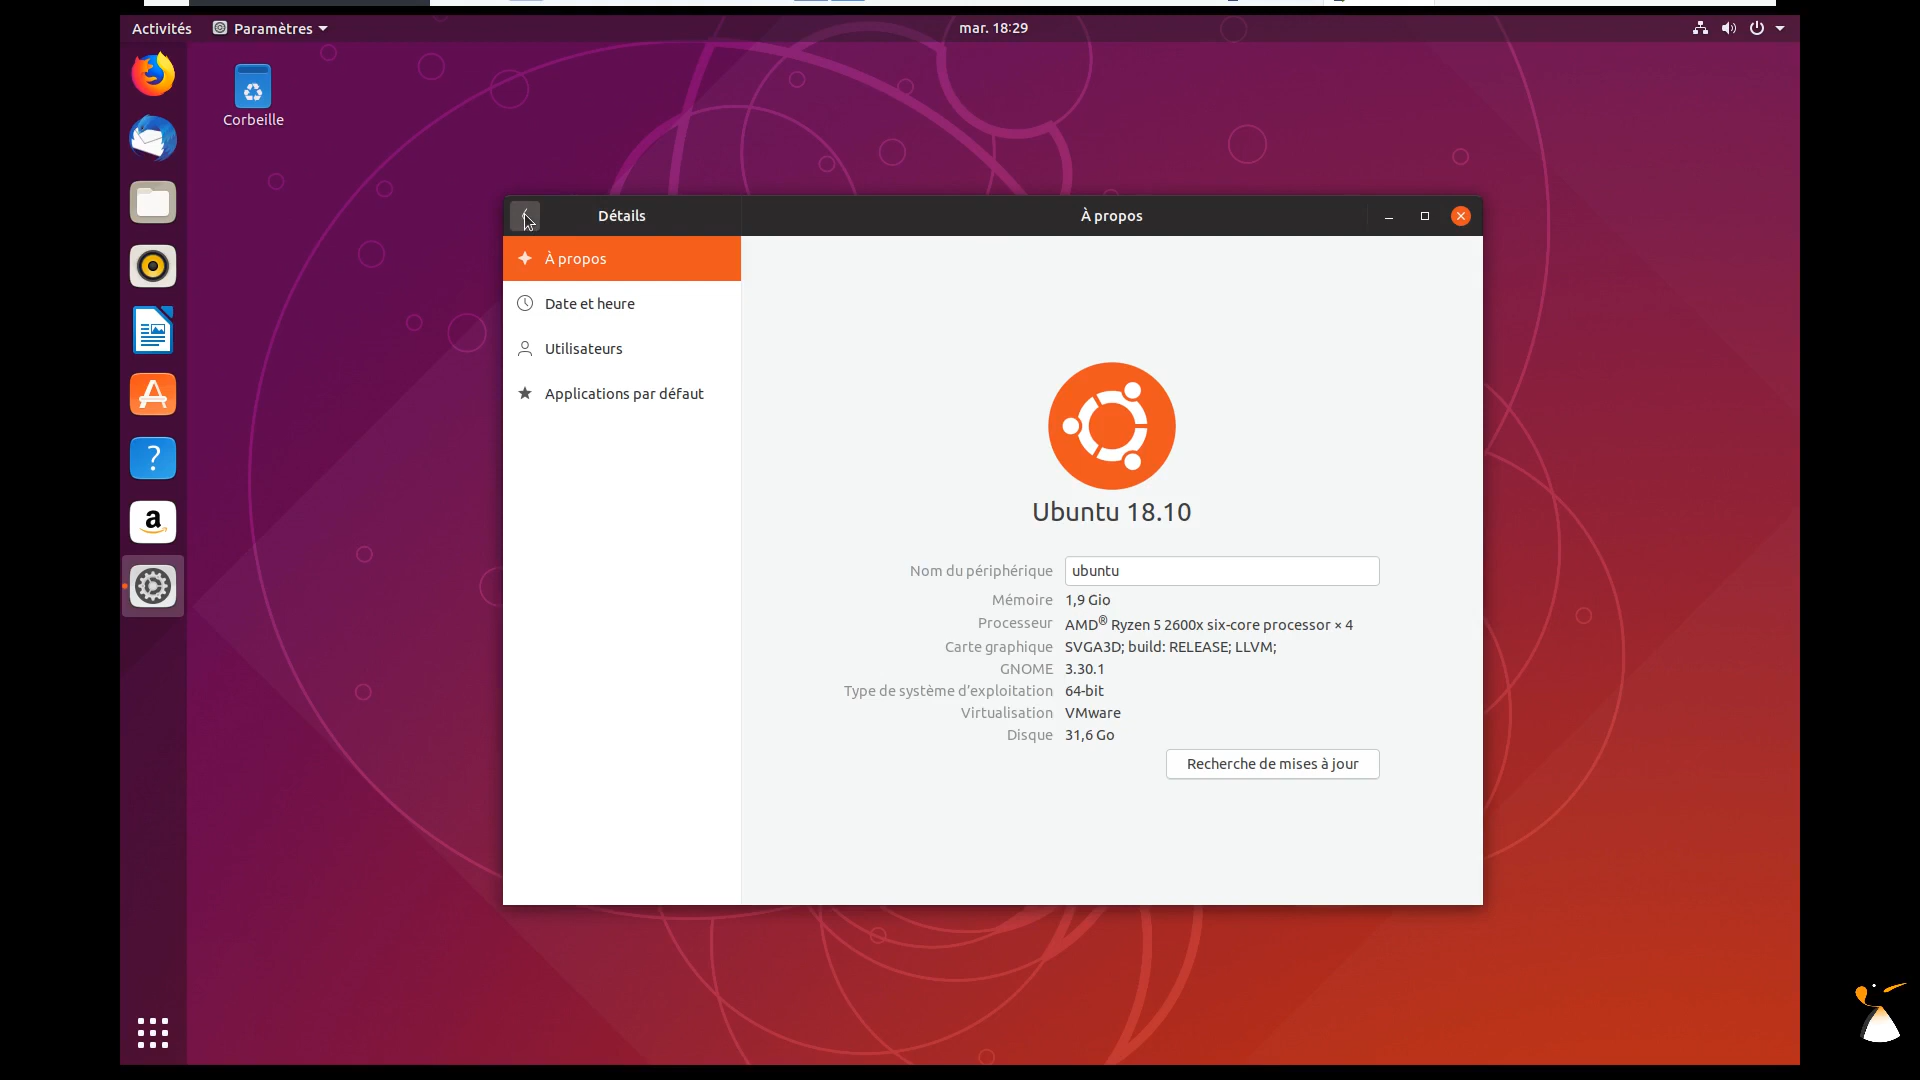 Activités Paramètres mar. 18:29
Corbeille
Détails À propos
À propos
Date et heure
Utilisateurs
Applications par défaut
Ubuntu 18.10
Nom du périphérique ubuntu
Mémoire 1,9 Gio
Processeur AMD® Ryzen 5 2600x six-core processor × 4
Carte graphique SVGA3D; build: RELEASE; LLVM;
GNOME 3.30.1
Type de système d’exploitation 64-bit
Virtualisation VMware
Disque 31,6 Go
Recherche de mises à jour